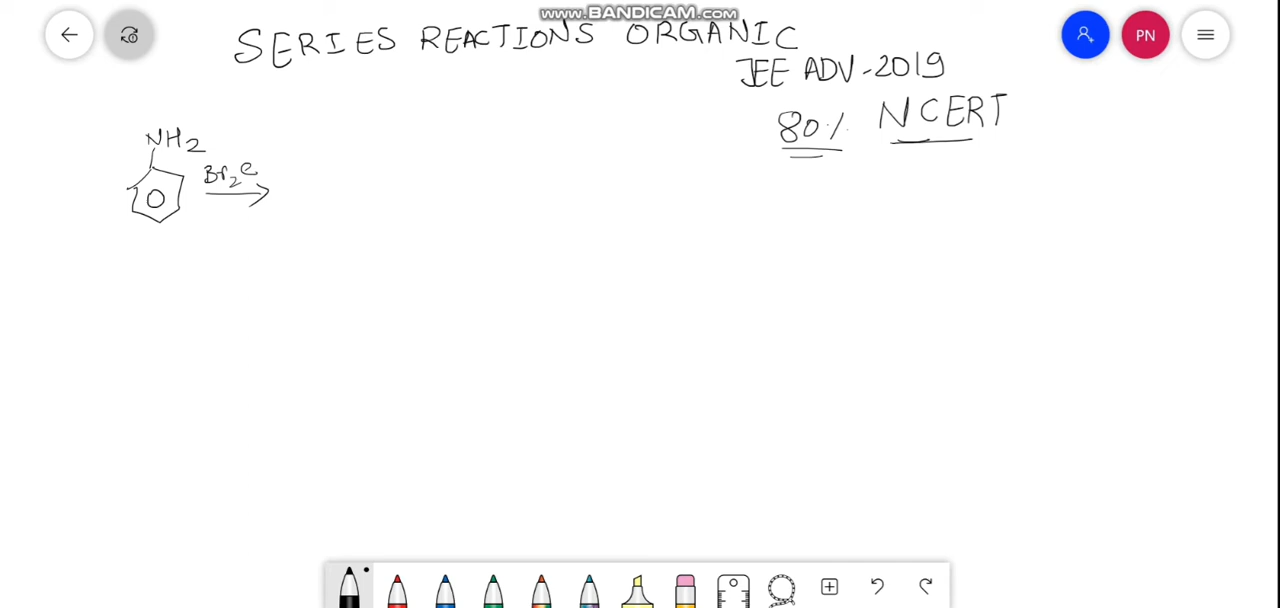 www.BANDICAM.com
SERIES REACTIONS ORGANIC
JEE ADV-2019
80% NCERT
PN
NH2
Br2